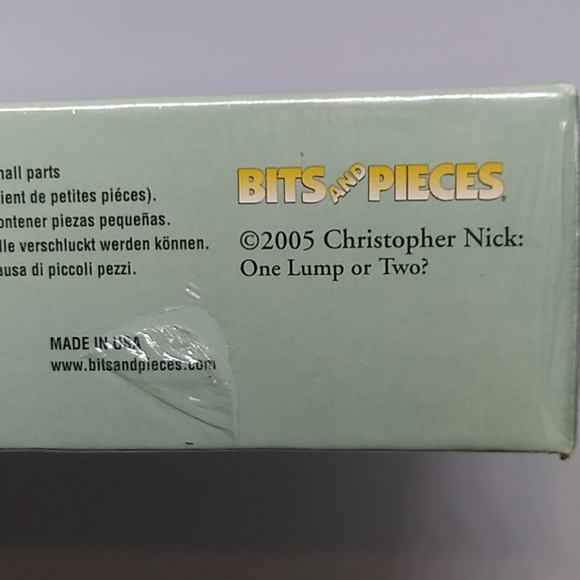 nall parts
ient de petites piéces).
ontener piezas pequeñas.
lle verschluckt werden können.
ausa di piccoli pezzi.
MADE IN USA
www.bitsandpieces.com
BITS AND PIECES
©2005 Christopher Nick:
One Lump or Two?